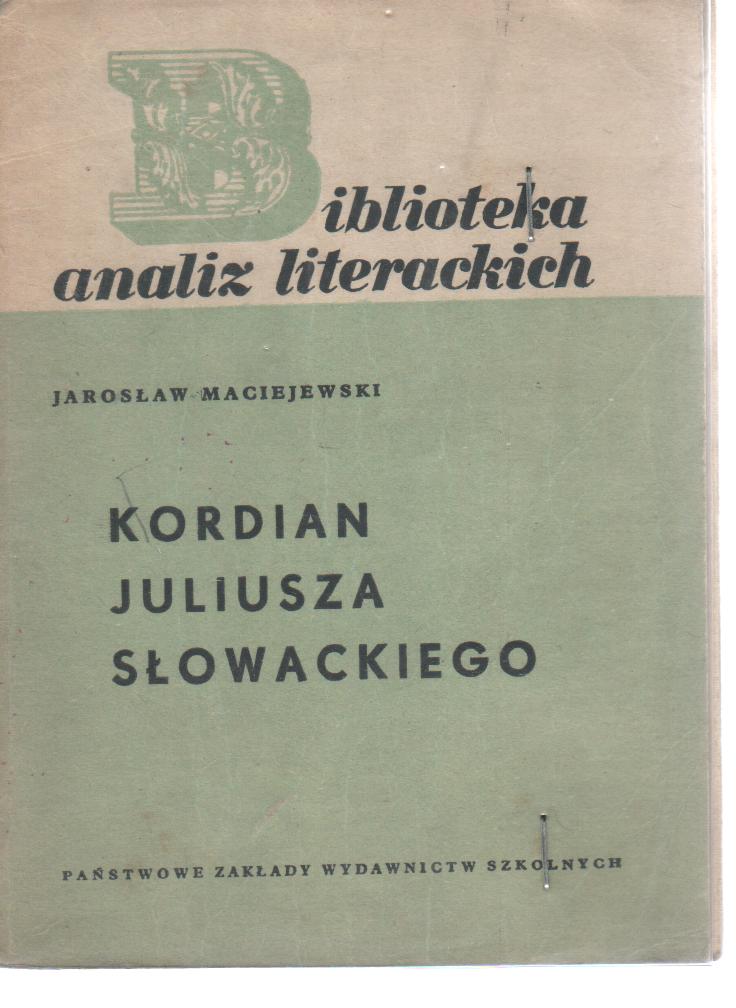 Biblioteka
analiz literackich
JAROSŁAW MACIEJEWSKI
KORDIAN
JULIUSZA
SŁOWACKIEGO
PAŃSTWOWE ZAKŁADY WYDAWNICTW SZKOLNYCH